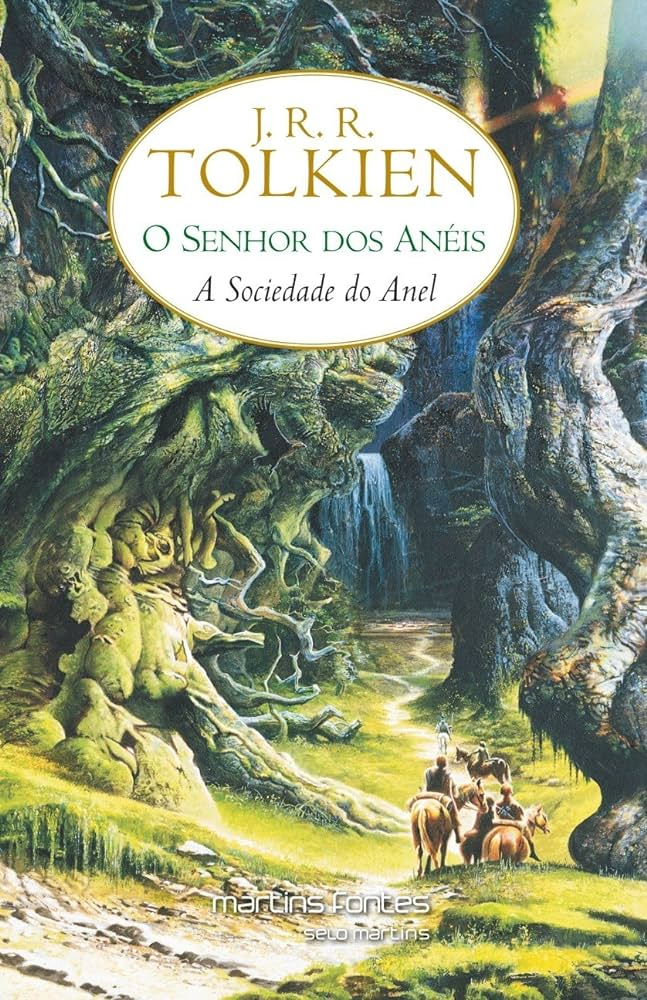 J. R. R.
TOLKIEN
O SENHOR DOS ANÉIS
A Sociedade do Anel
martins fontes
selo martins